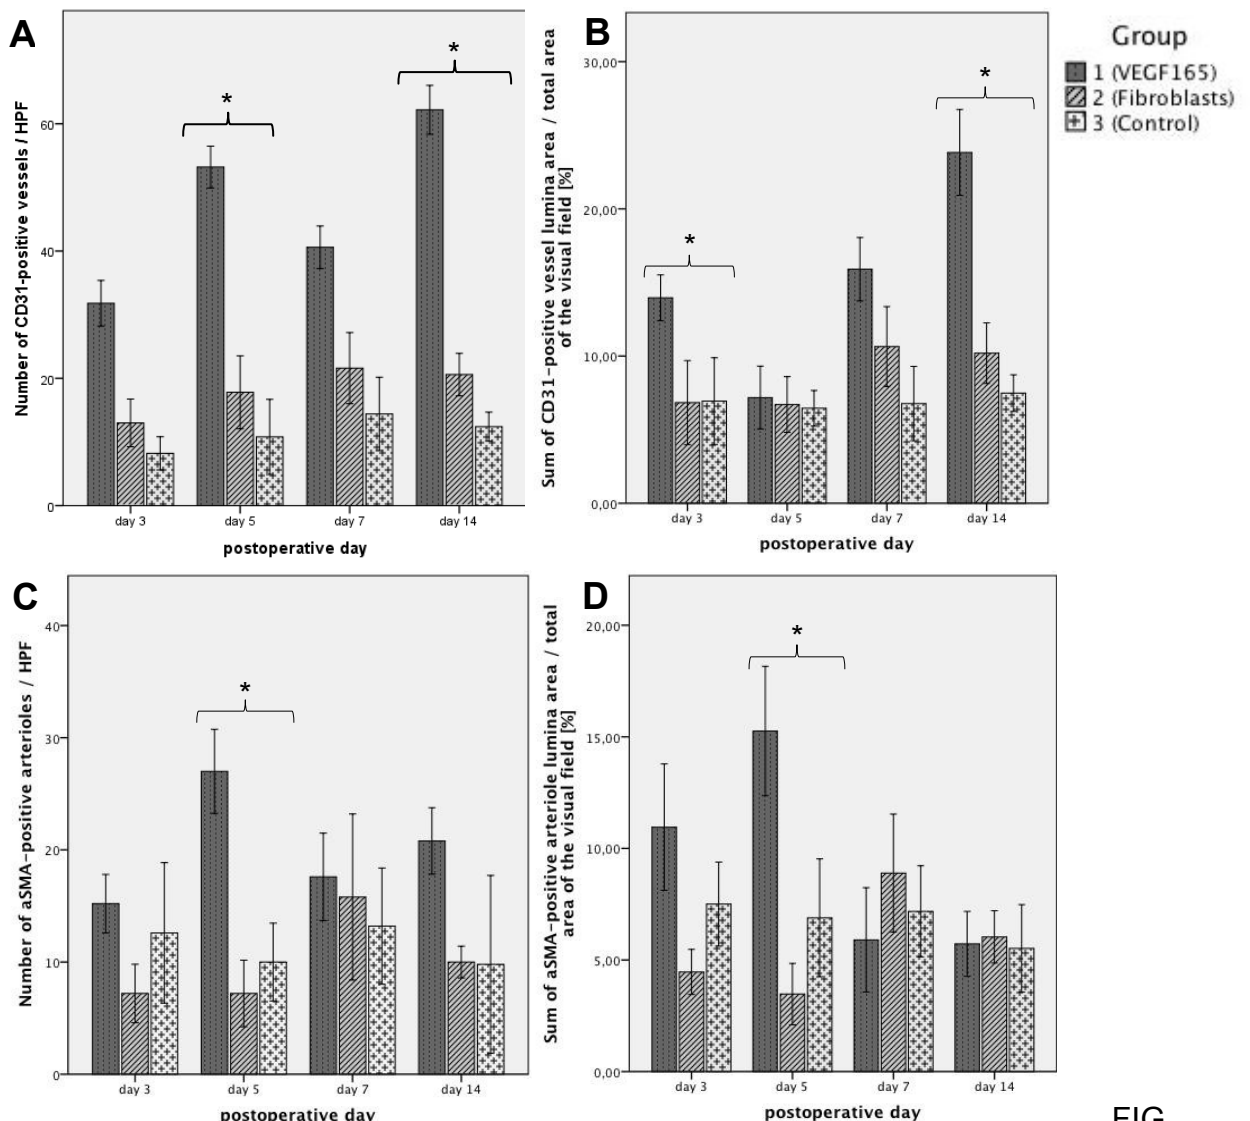 A
Number of CD31-positive vessels / HPF
60
40
20
0
*
*
day 3
day 5
day 7
day 14
postoperative day
B
Sum of CD31-positive vessel lumina area / total area
of the visual field [%]
30,00
20,00
10,00
0,00
*
*
day 3
day 5
day 7
day 14
postoperative day
Group
1 (VEGF165)
2 (Fibroblasts)
3 (Control)
C
Number of aSMA-positive arterioles / HPF
40
30
20
10
0
*
day 3
day 5
day 7
day 14
postoperative day
D
Sum of aSMA-positive arteriole lumina area / total
area of the visual field [%]
20,00
15,00
10,00
5,00
0,00
*
day 3
day 5
day 7
day 14
postoperative day
FIG